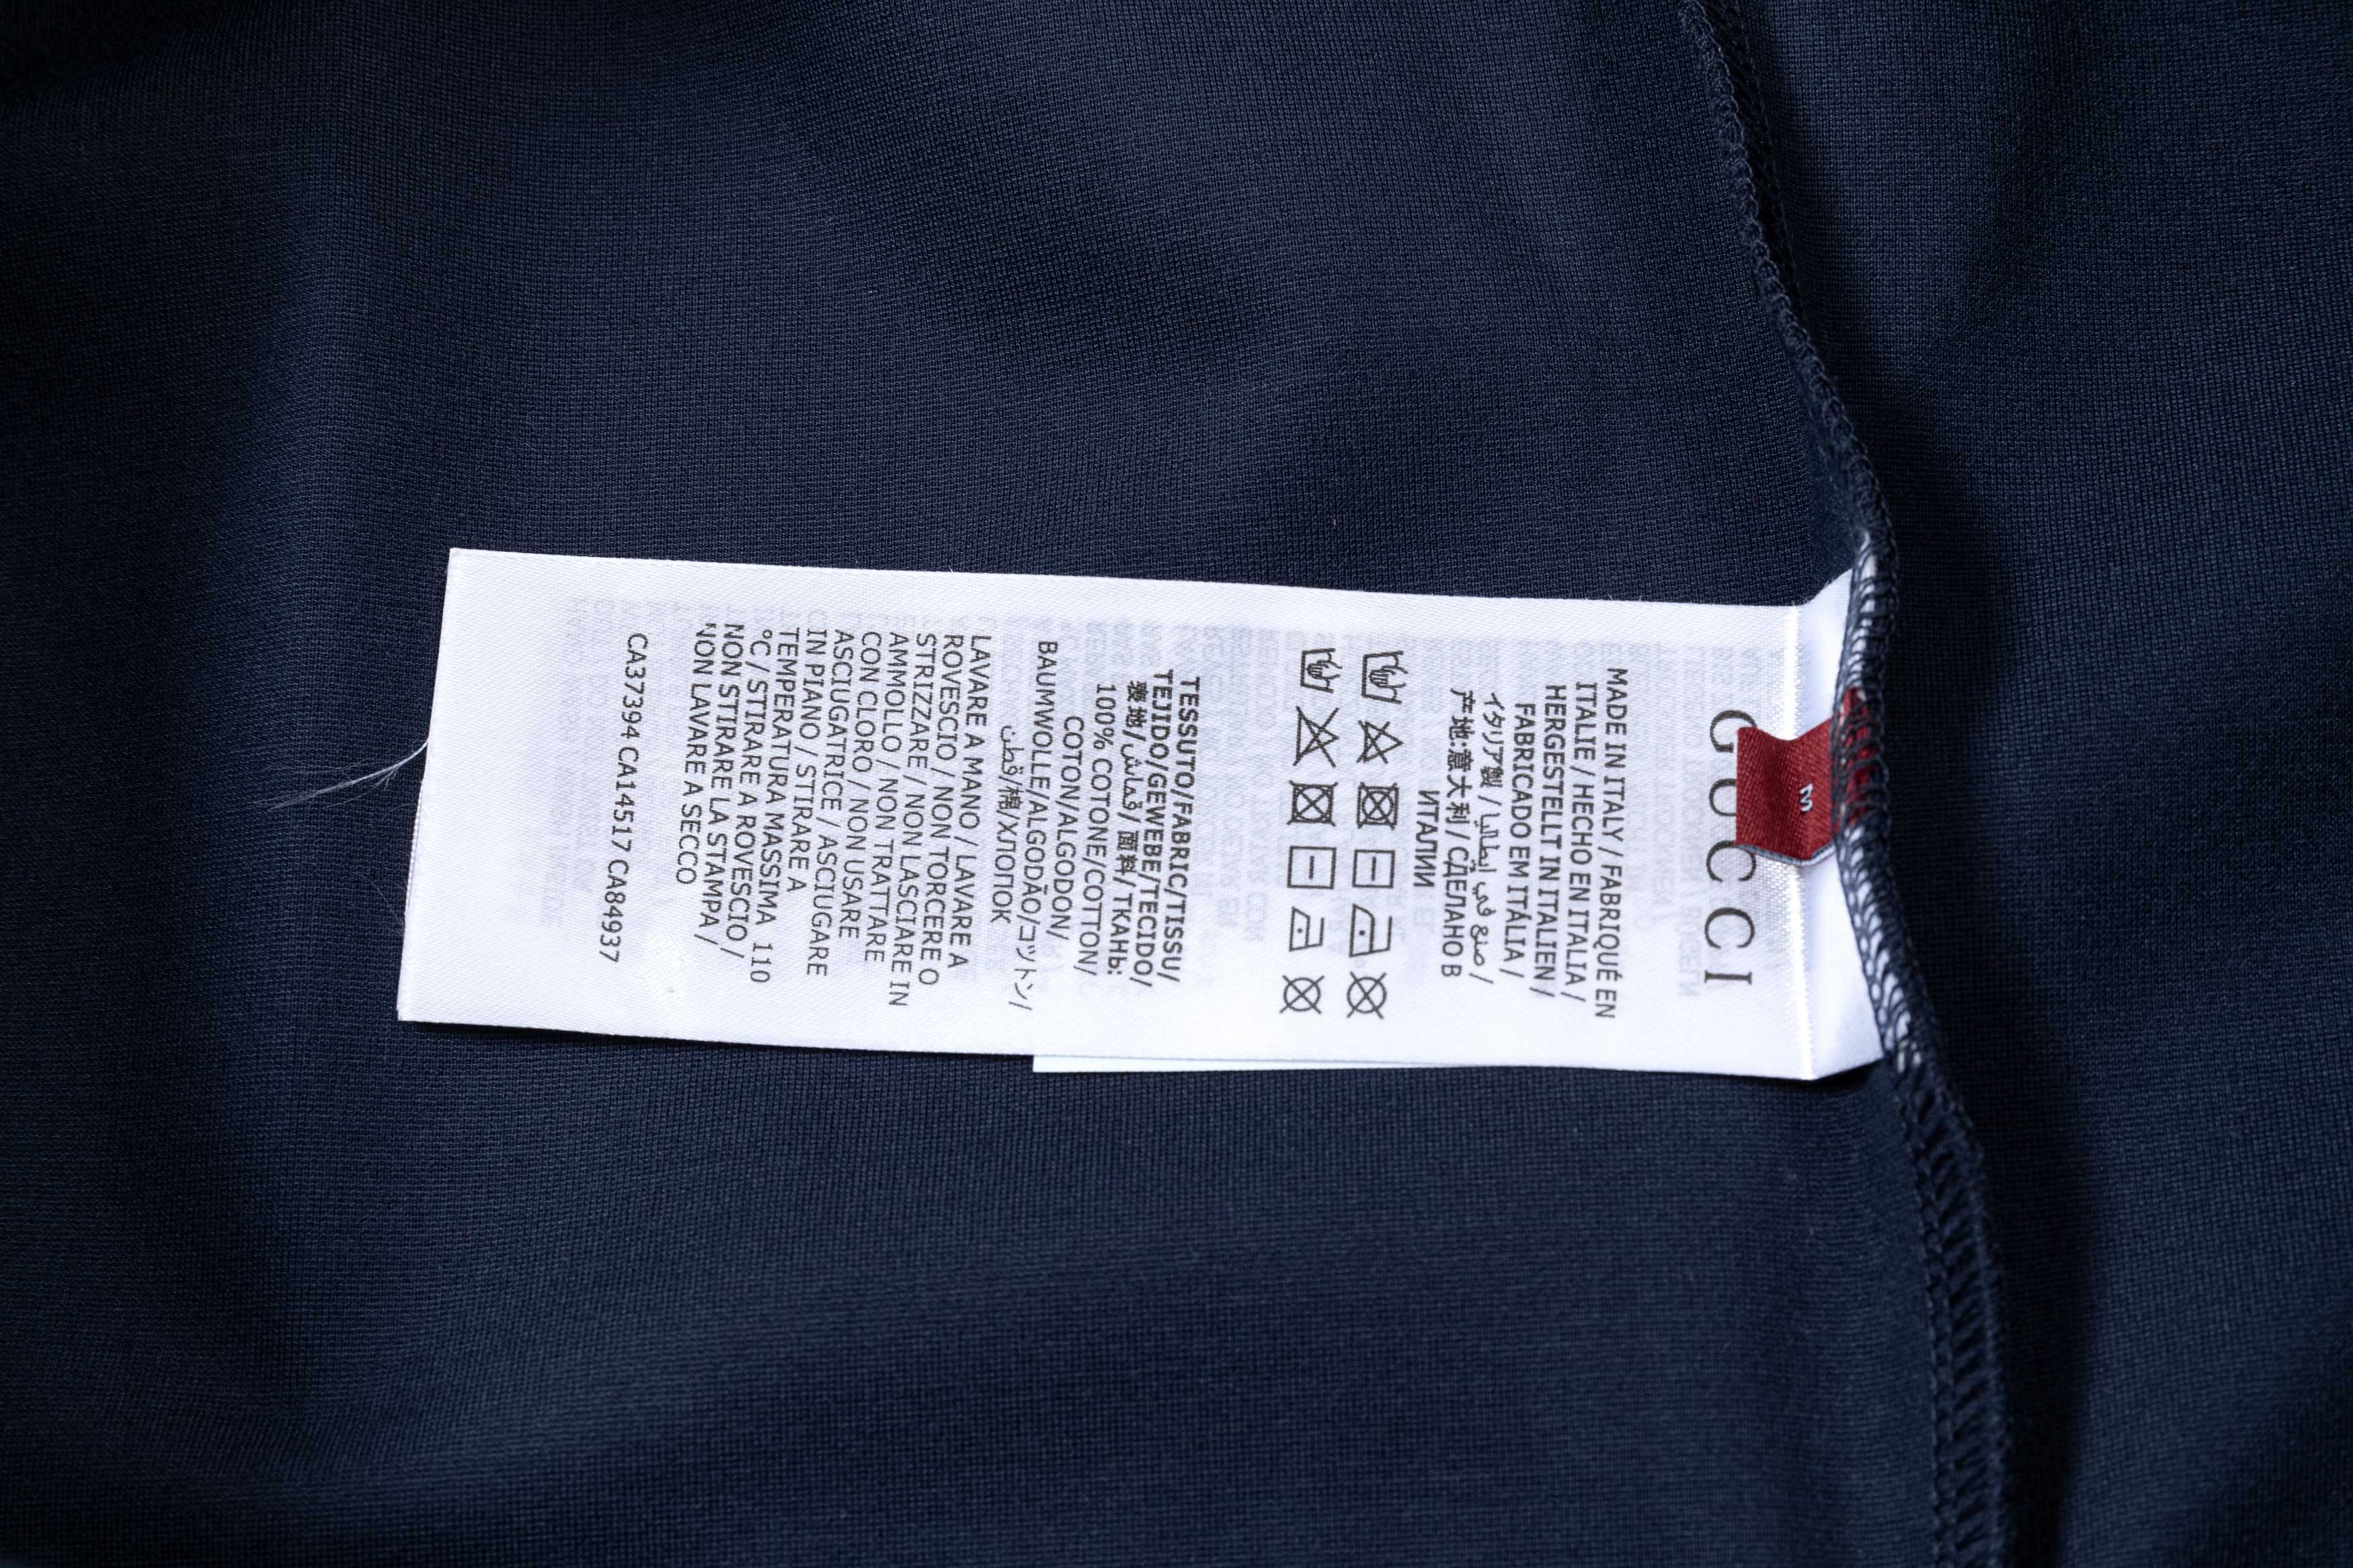 GUCCI
M
MADE IN ITALY / FABRIQUÉ EN
ITALIE / HECHO EN ITALIA /
HERGESTELLT IN ITALIEN /
FABRICADO EM ITÁLIA /
イタリア製 / صنع في إيطاليا /
产地:意大利 / СДЕЛАНО В
ИТАЛИИ
TESSUTO/FABRIC/TISSU/
TEJIDO/GEWEBE/TECIDO/
表地/قماش/ 面料/ ТКАНЬ:
100% COTONE/COTTON/
COTON/ALGODON/
BAUMWOLLE/ALGODÃO/コットン/
قطن/棉/ХЛОПОК
LAVARE A MANO / LAVARE A
ROVESCIO / NON TORCERE O
STRIZZARE / NON LASCIARE IN
AMMOLLO / NON TRATTARE
CON CLORO / NON USARE
ASCIUGATRICE / ASCIUGARE
IN PIANO / STIRARE A
TEMPERATURA MASSIMA 110
°C / STIRARE A ROVESCIO /
NON STIRARE LA STAMPA /
NON LAVARE A SECCO
CA37394 CA14517 CA84937